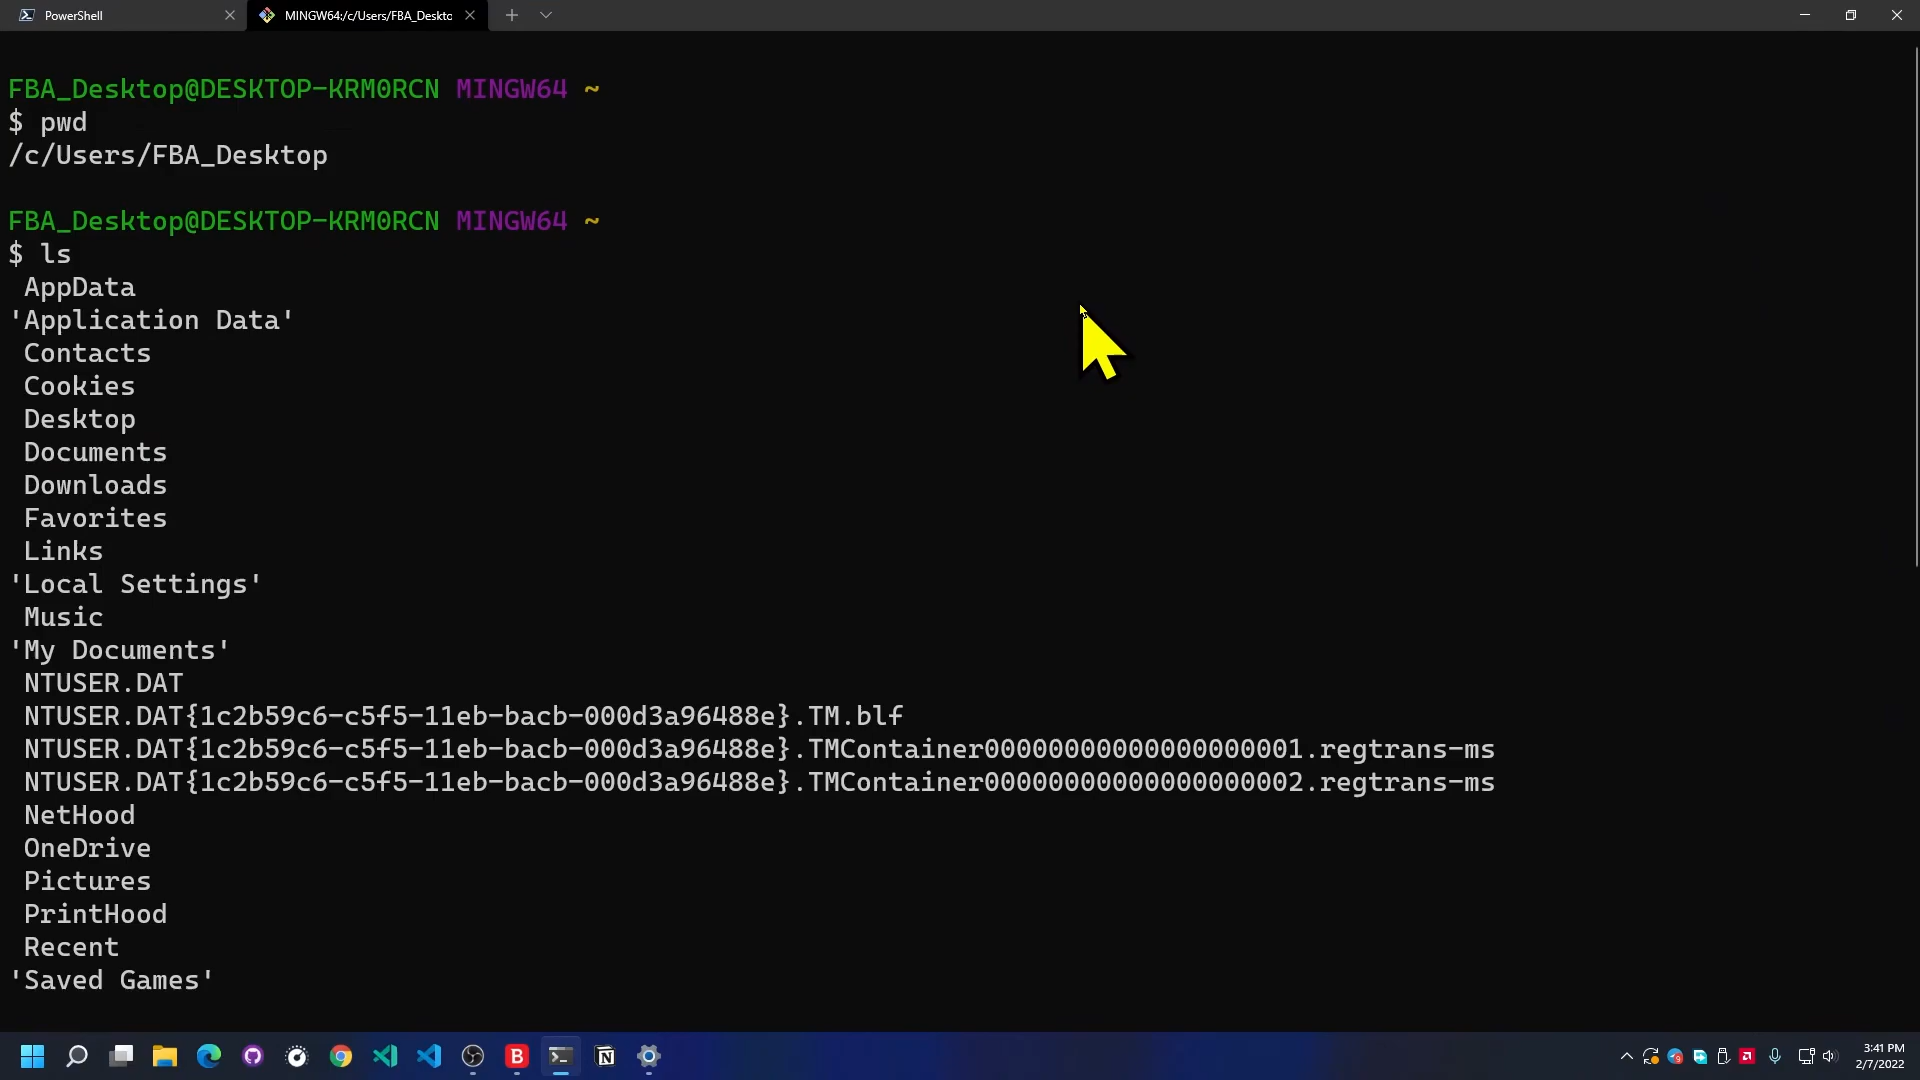 PowerShell
MINGW64:/c/Users/FBA_Deskto
FBA_Desktop@DESKTOP-KRM0RCN MINGW64 ~
$ pwd
/c/Users/FBA_Desktop
FBA_Desktop@DESKTOP-KRM0RCN MINGW64 ~
$ ls
AppData
'Application Data'
Contacts
Cookies
Desktop
Documents
Downloads
Favorites
Links
'Local Settings'
Music
'My Documents'
NTUSER.DAT
NTUSER.DAT{1c2b59c6-c5f5-11eb-bacb-000d3a96488e}.TM.blf
NTUSER.DAT{1c2b59c6-c5f5-11eb-bacb-000d3a96488e}.TMContainer00000000000000000001.regtrans-ms
NTUSER.DAT{1c2b59c6-c5f5-11eb-bacb-000d3a96488e}.TMContainer00000000000000000002.regtrans-ms
NetHood
OneDrive
Pictures
PrintHood
Recent
'Saved Games'
3:41 PM
2/7/2022